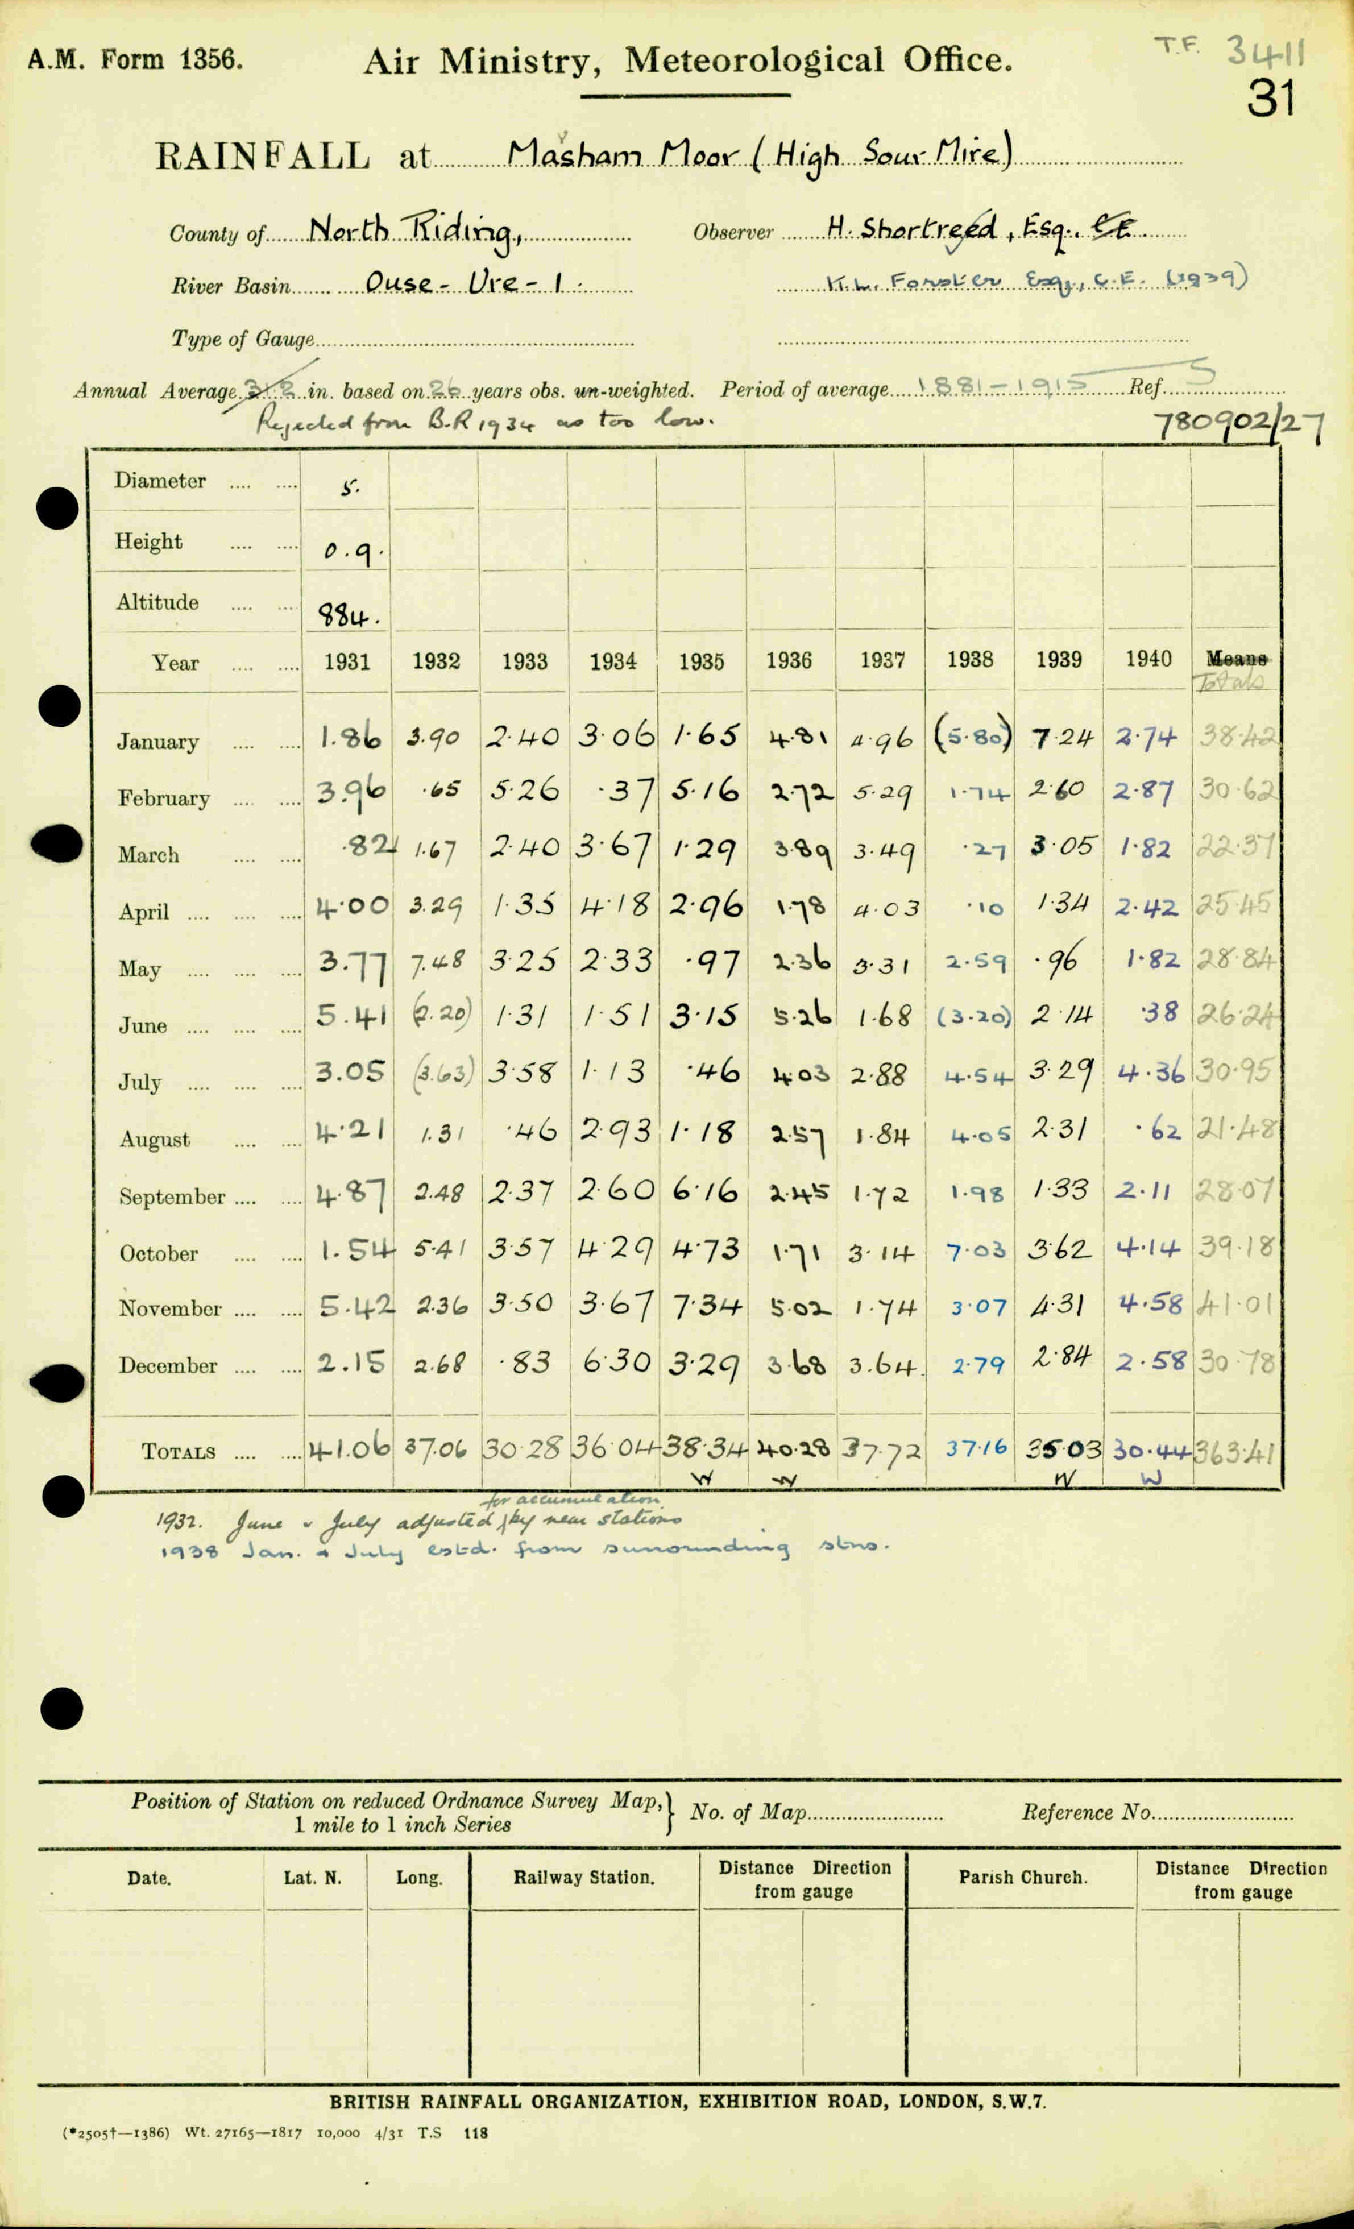 A.M. Form 1356.
Air Ministry, Meteorological Office.
T.F. 3411
31
RAINFALL at Masham Moor (High Sour Mire)
County of North Riding, Observer H. Shortreed, Esq., CE.
River Basin Ouse - Ure - 1. K.L. Forster Esq., C.E. (1939)
Type of Gauge
Annual Average 31.2 in. based on 26 years obs. un-weighted. Period of average 1881-1915 Ref. 5
Rejected from B.R 1934 as too low.
780902/27
Diameter 5.
Height 0.9.
Altitude 884.
Year 1931 1932 1933 1934 1935 1936 1937 1938 1939 1940 Means
Totals
January 1.86 3.90 2.40 3.06 1.65 4.81 4.96 (5.80) 7.24 2.74 38.42
February 3.96 .65 5.26 .37 5.16 2.72 5.29 1.74 2.60 2.87 30.62
March .82 1.67 2.40 3.67 1.29 3.89 3.49 .27 3.05 1.82 22.37
April 4.00 3.29 1.35 4.18 2.96 1.78 4.03 .10 1.34 2.42 25.45
May 3.77 7.48 3.25 2.33 .97 2.36 3.31 2.59 .96 1.82 28.84
June 5.41 (2.20) 1.31 1.51 3.15 5.26 1.68 (3.20) 2.14 .38 26.24
July 3.05 (3.63) 3.58 1.13 .46 4.03 2.88 4.54 3.29 4.36 30.95
August 4.21 1.31 .46 2.93 1.18 2.57 1.84 4.05 2.31 .62 21.48
September 4.87 2.48 2.37 2.60 6.16 2.45 1.72 1.98 1.33 2.11 28.07
October 1.54 5.41 3.57 4.29 4.73 1.71 3.14 7.03 3.62 4.14 39.18
November 5.42 2.36 3.50 3.67 7.34 5.02 1.74 3.07 4.31 4.58 41.01
December 2.15 2.68 .83 6.30 3.29 3.68 3.64 2.79 2.84 2.58 30.78
TOTALS 41.06 37.06 30.28 36.04 38.34 40.28 37.72 37.16 35.03 30.44 363.41
W W W W
for accumulation
1932. June & July adjusted by near stations
1938 Jan. & July estd. from surrounding stns.
Position of Station on reduced Ordnance Survey Map, } No. of Map Reference No.
1 mile to 1 inch Series
Date. Lat. N. Long. Railway Station. Distance Direction from gauge Parish Church. Distance Direction from gauge
BRITISH RAINFALL ORGANIZATION, EXHIBITION ROAD, LONDON, S.W.7.
(*2505†—1386) Wt. 27165—1817 10,000 4/31 T.S 118